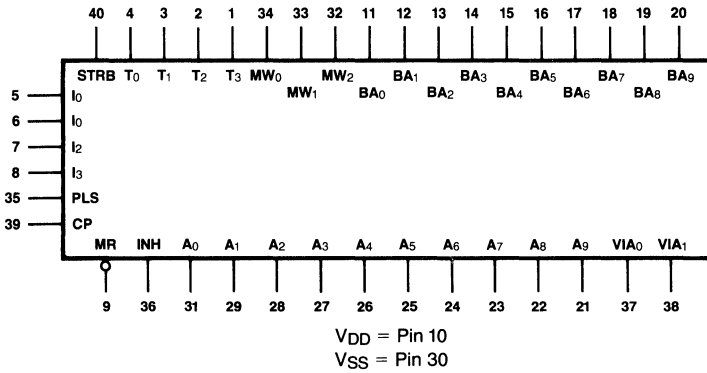 40 4 3 2 1 34 33 32 11 12 13 14 15 16 17 18 19 20
STRB T0 T1 T2 T3 MW0 MW2 BA1 BA3 BA5 BA7 BA9
MW1 BA0 BA2 BA4 BA6 BA8
5 I0
6 I0
7 I2
8 I3
35 PLS
39 CP
MR INH A0 A1 A2 A3 A4 A5 A6 A7 A8 A9 VIA0 VIA1
9 36 31 29 28 27 26 25 24 23 22 21 37 38
VDD = Pin 10
VSS = Pin 30